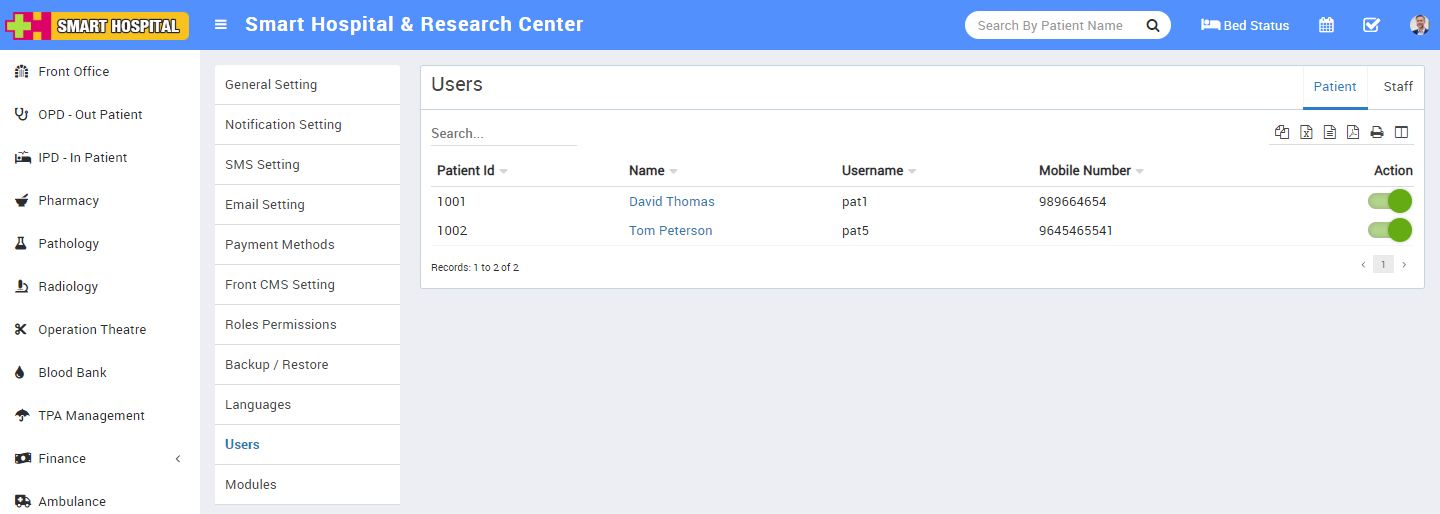 SMART HOSPITAL
Smart Hospital & Research Center
Search By Patient Name
Bed Status
Front Office
OPD - Out Patient
IPD - In Patient
Pharmacy
Pathology
Radiology
Operation Theatre
Blood Bank
TPA Management
Finance
Ambulance
General Setting
Notification Setting
SMS Setting
Email Setting
Payment Methods
Front CMS Setting
Roles Permissions
Backup / Restore
Languages
Users
Modules
Users
Patient Staff
Search...
Patient Id Name Username Mobile Number Action
1001 David Thomas pat1 989664654
1002 Tom Peterson pat5 9645465541
Records: 1 to 2 of 2
1